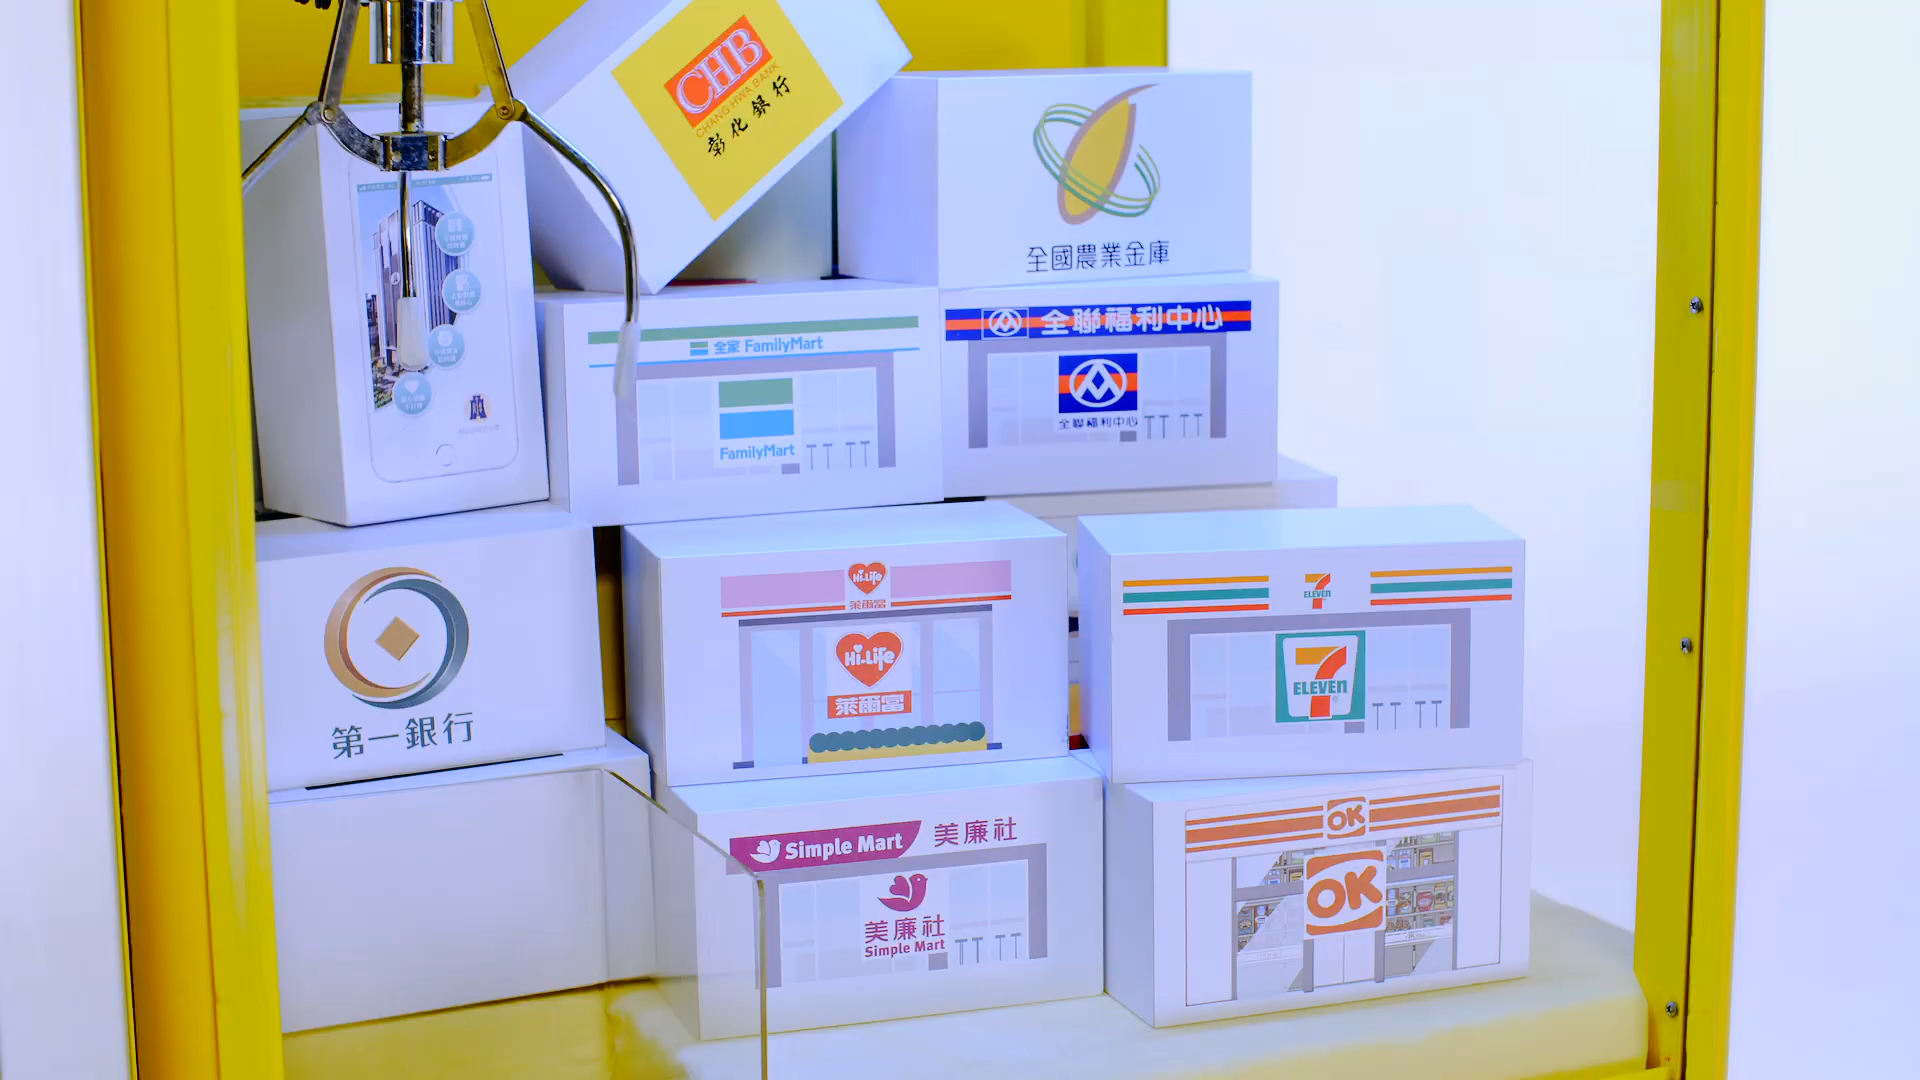 CHB
CHANG HWA BANK
彰化銀行
全國農業金庫
全家 FamilyMart
FamilyMart
全聯福利中心
全聯福利中心
第一銀行
Hi-Life
萊爾富
Hi-Life
萊爾富
7
ELEVEN
7
ELEVEN
Simple Mart 美廉社
美廉社
Simple Mart
OK
OK